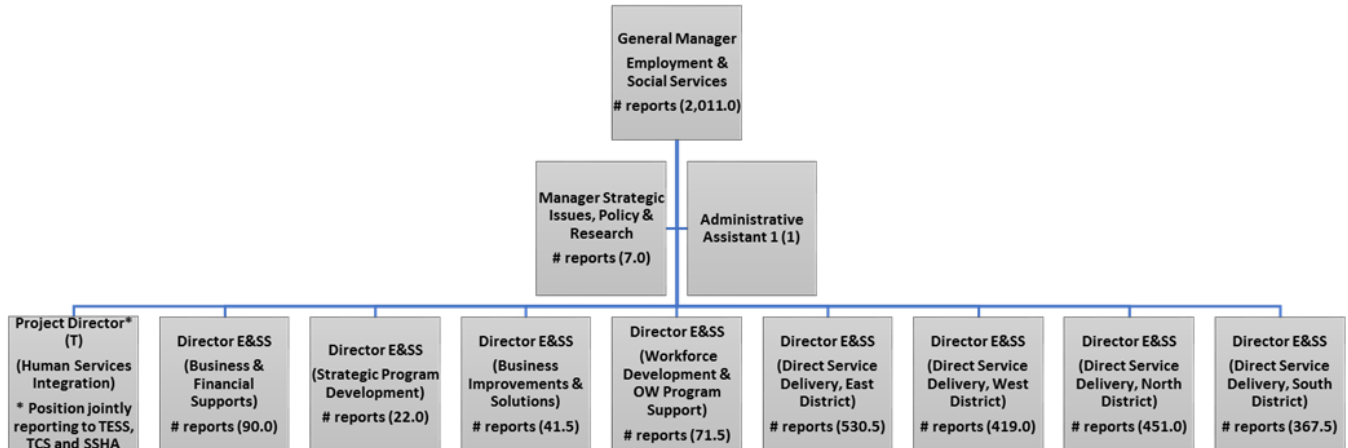 General Manager
Employment &
Social Services
# reports (2,011.0)
Manager Strategic
Issues, Policy &
Research
# reports (7.0)
Administrative
Assistant 1 (1)
Project Director*
(T)
(Human Services
Integration)
* Position jointly
reporting to TESS,
TCS and SSHA
Director E&SS
(Business &
Financial
Supports)
# reports (90.0)
Director E&SS
(Strategic Program
Development)
# reports (22.0)
Director E&SS
(Business
Improvements &
Solutions)
# reports (41.5)
Director E&SS
(Workforce
Development &
OW Program
Support)
# reports (71.5)
Director E&SS
(Direct Service
Delivery, East
District)
# reports (530.5)
Director E&SS
(Direct Service
Delivery, West
District)
# reports (419.0)
Director E&SS
(Direct Service
Delivery, North
District)
# reports (451.0)
Director E&SS
(Direct Service
Delivery, South
District)
# reports (367.5)